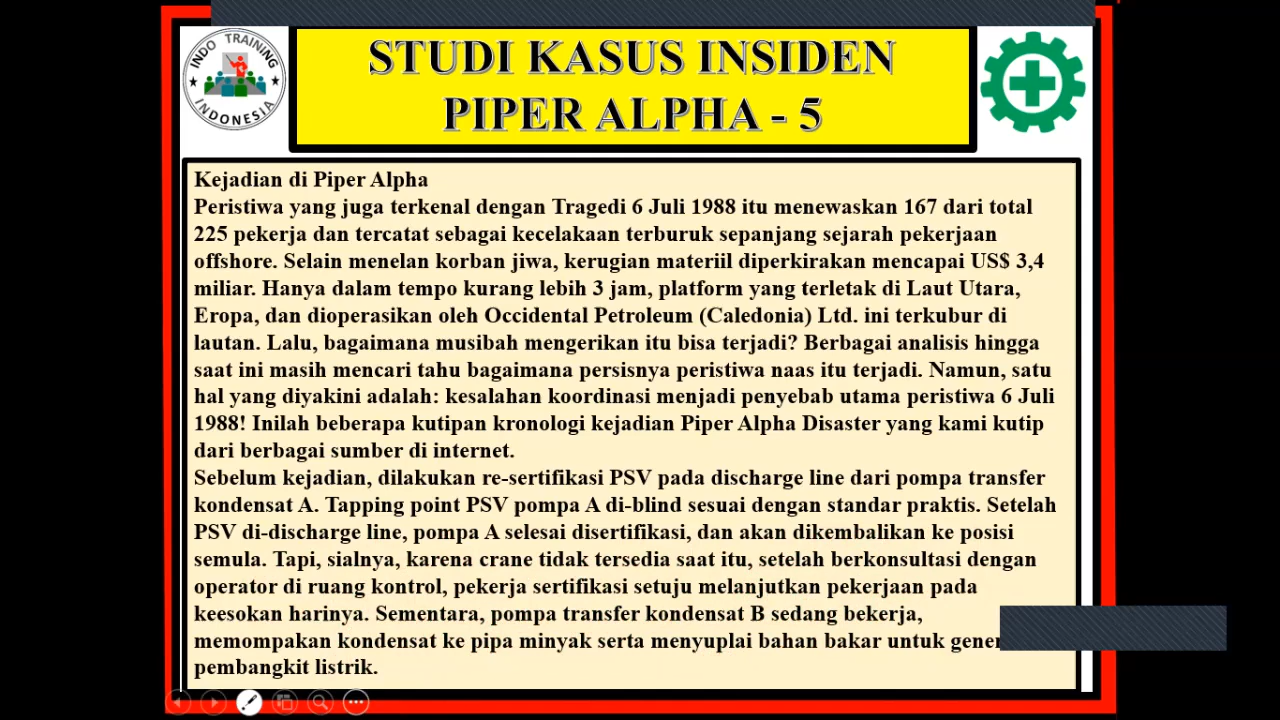 INDO TRAINING
INDONESIA
STUDI KASUS INSIDEN
PIPER ALPHA - 5
Kejadian di Piper Alpha
Peristiwa yang juga terkenal dengan Tragedi 6 Juli 1988 itu menewaskan 167 dari total
225 pekerja dan tercatat sebagai kecelakaan terburuk sepanjang sejarah pekerjaan
offshore. Selain menelan korban jiwa, kerugian materiil diperkirakan mencapai US$ 3,4
miliar. Hanya dalam tempo kurang lebih 3 jam, platform yang terletak di Laut Utara,
Eropa, dan dioperasikan oleh Occidental Petroleum (Caledonia) Ltd. ini terkubur di
lautan. Lalu, bagaimana musibah mengerikan itu bisa terjadi? Berbagai analisis hingga
saat ini masih mencari tahu bagaimana persisnya peristiwa naas itu terjadi. Namun, satu
hal yang diyakini adalah: kesalahan koordinasi menjadi penyebab utama peristiwa 6 Juli
1988! Inilah beberapa kutipan kronologi kejadian Piper Alpha Disaster yang kami kutip
dari berbagai sumber di internet.
Sebelum kejadian, dilakukan re-sertifikasi PSV pada discharge line dari pompa transfer
kondensat A. Tapping point PSV pompa A di-blind sesuai dengan standar praktis. Setelah
PSV di-discharge line, pompa A selesai disertifikasi, dan akan dikembalikan ke posisi
semula. Tapi, sialnya, karena crane tidak tersedia saat itu, setelah berkonsultasi dengan
operator di ruang kontrol, pekerja sertifikasi setuju melanjutkan pekerjaan pada
keesokan harinya. Sementara, pompa transfer kondensat B sedang bekerja,
memompakan kondensat ke pipa minyak serta menyuplai bahan bakar untuk
pembangkit listrik.